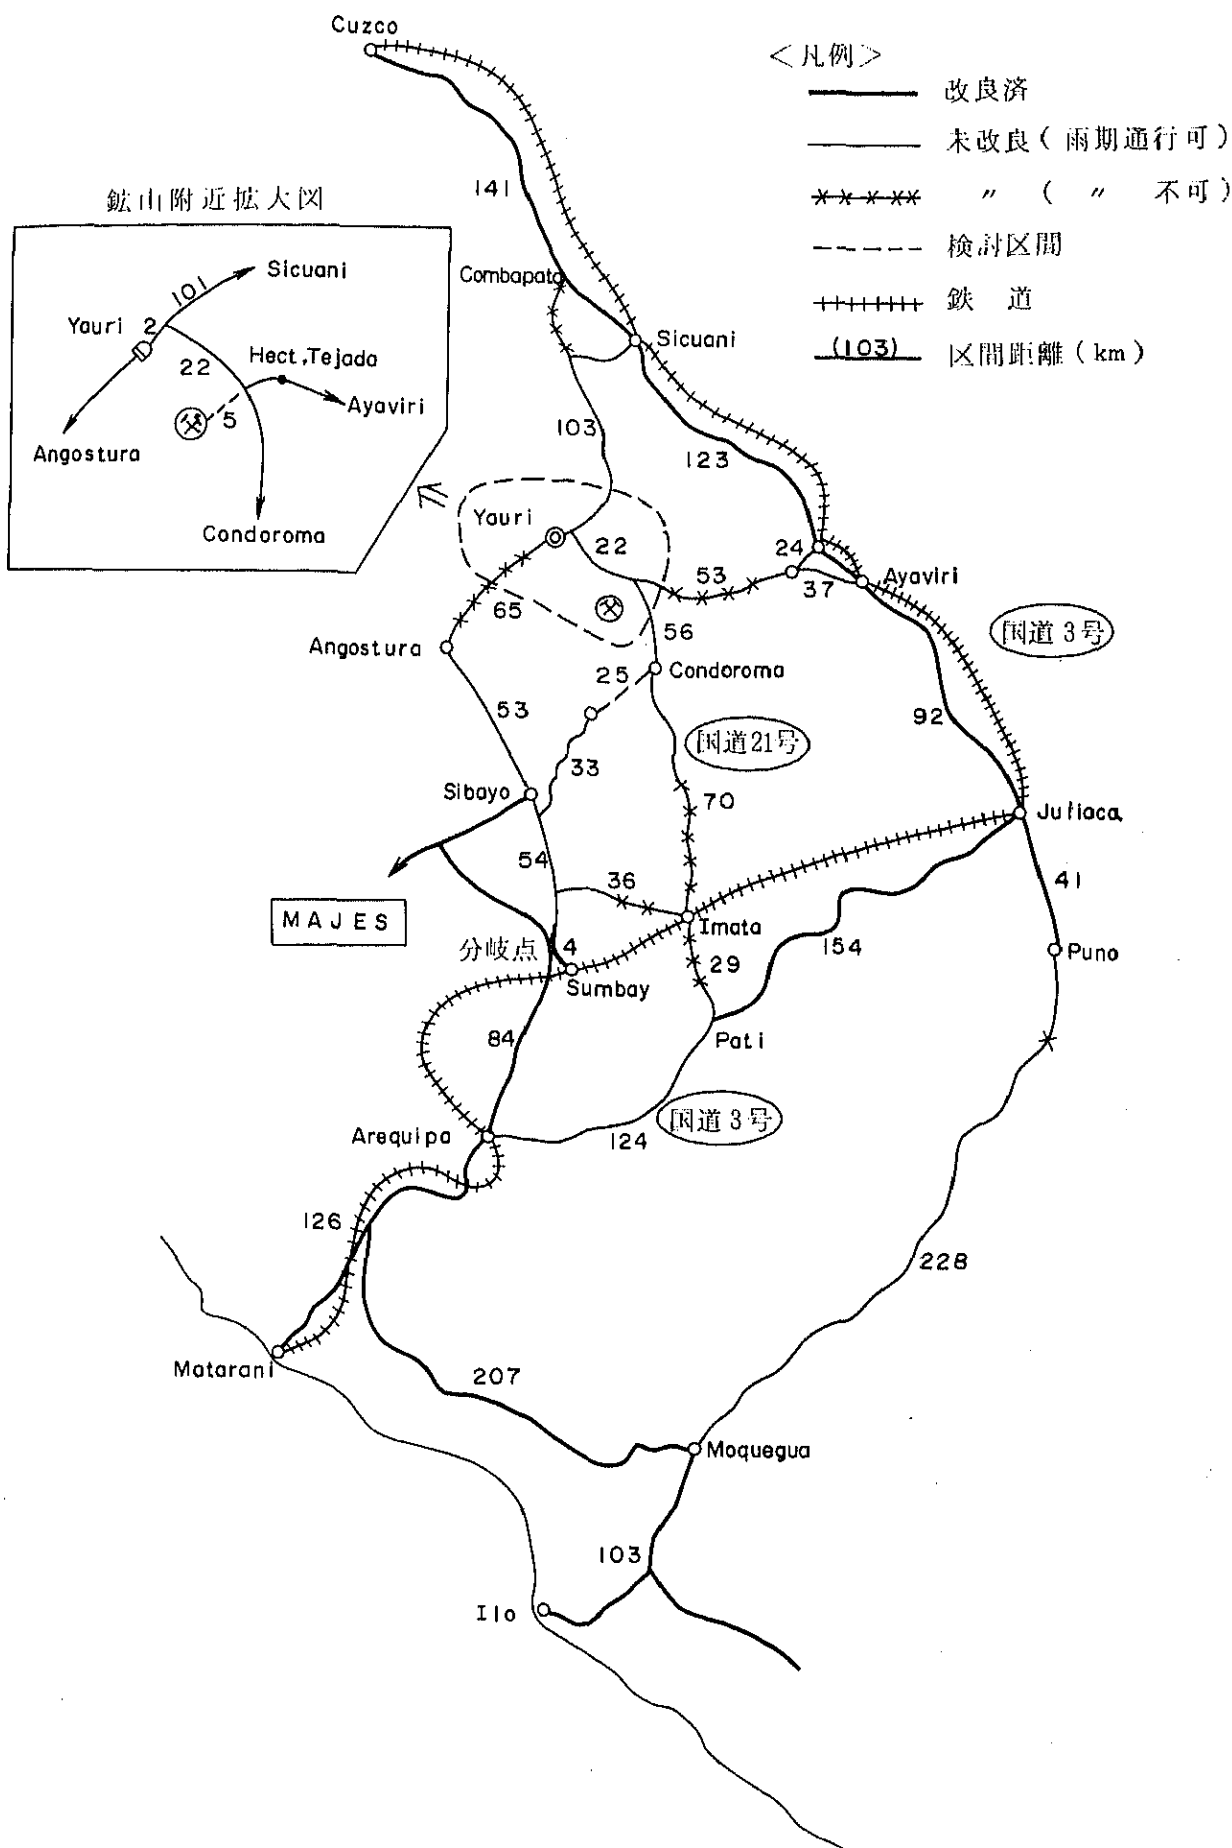 Cuzco
<凡例>
改良済
未改良(雨期通行可)
〃 (〃 不可)
検討区間
鉄 道
(103) 区間距離(km)
141
鉱山附近拡大図
Sicuani
101
Yauri 2
22
Hect.Tejada
5
Ayaviri
Angostura
Condoroma
Combapata
Sicuani
103
123
Yauri
22
24
53
37
Ayaviri
65
国道3号
56
Angostura
25
Condoroma
53
92
国道21号
33
Sibayo
70
Juliaca
54
36
41
MAJES
Imata
154
分岐点 4
29
Puno
Sumbay
84
Pati
国道3号
Arequipa
124
126
228
Matarani
207
Moquegua
103
Ilo